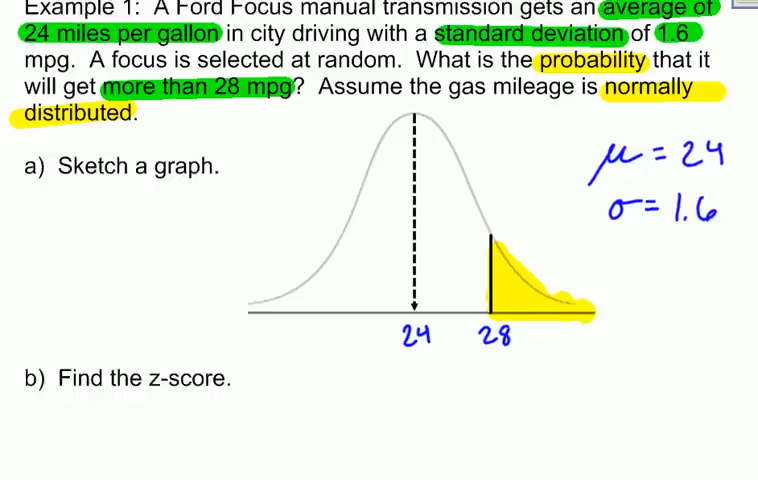 Example 1: A Ford Focus manual transmission gets an average of
24 miles per gallon in city driving with a standard deviation of 1.6
mpg. A focus is selected at random. What is the probability that it
will get more than 28 mpg? Assume the gas mileage is normally
distributed.
a) Sketch a graph.
μ = 24
σ = 1.6
24 28
b) Find the z-score.